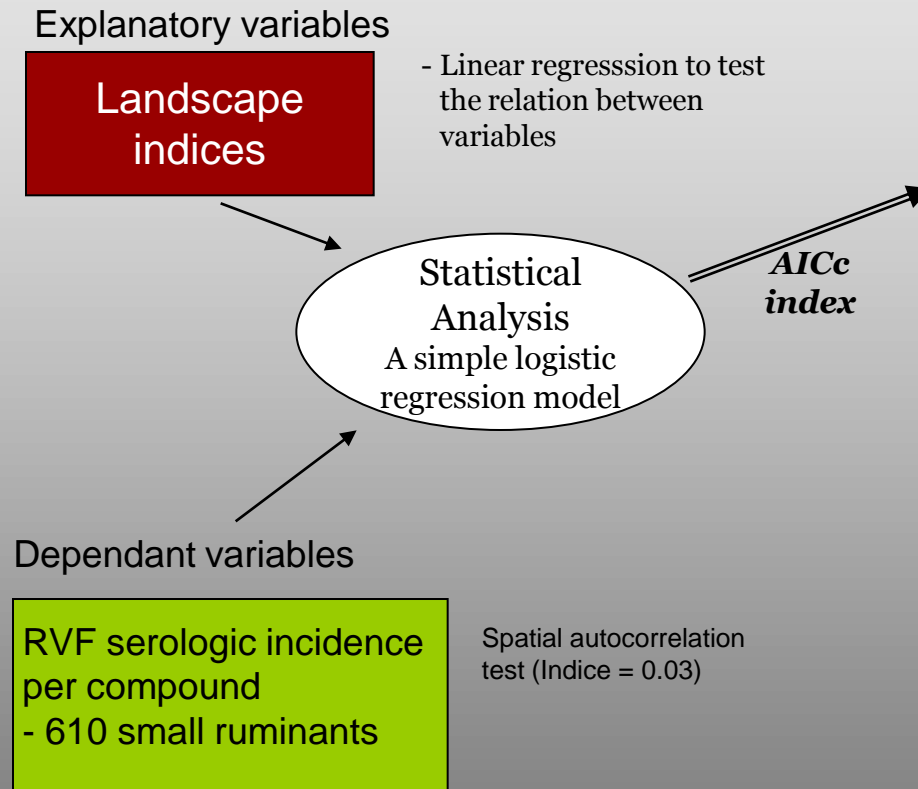 Explanatory variables
Landscape
indices
- Linear regresssion to test
the relation between
variables
Statistical
Analysis
A simple logistic
regression model
AICc
index
Dependant variables
RVF serologic incidence
per compound
- 610 small ruminants
Spatial autocorrelation
test (Indice = 0.03)